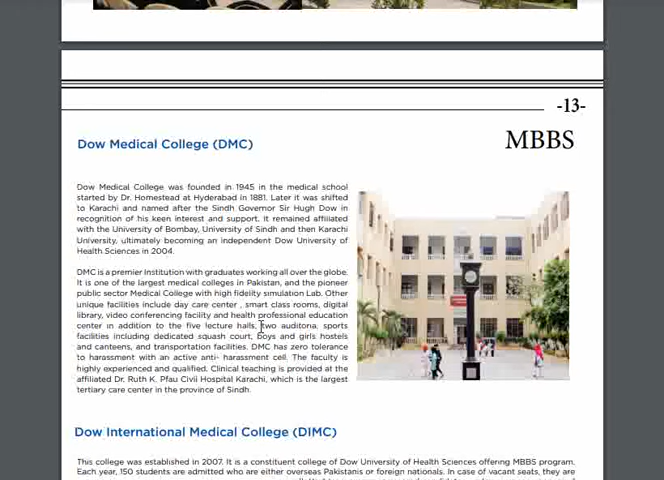 -13-
MBBS
Dow Medical College (DMC)
Dow Medical College was founded in 1945 in the medical school
started by Dr. Homestead at Hyderabad in 1881. Later it was shifted
to Karachi and named after the Sindh Governor Sir Hugh Dow in
recognition of his keen interest and support. It remained affiliated
with the University of Bombay, University of Sindh and then Karachi
University, ultimately becoming an independent Dow University of
Health Sciences in 2004.
DMC is a premier Institution with graduates working all over the globe.
It is one of the largest medical colleges in Pakistan, and the pioneer
public sector Medical College with high fidelity simulation Lab. Other
unique facilities include day care center , smart class rooms, digital
library, video conferencing facility and health professional education
center in addition to the five lecture halls, two auditoria, sports
facilities including dedicated squash court, boys and girls hostels
and canteens, and transportation facilities. DMC has zero tolerance
to harassment with an active anti- harassment cell. The faculty is
highly experienced and qualified. Clinical teaching is provided at the
affiliated Dr. Ruth K. Pfau Civil Hospital Karachi, which is the largest
tertiary care center in the province of Sindh.
Dow International Medical College (DIMC)
This college was established in 2007. It is a constituent college of Dow University of Health Sciences offering MBBS program.
Each year, 150 students are admitted who are either overseas Pakistanis or foreign nationals. In case of vacant seats, they are